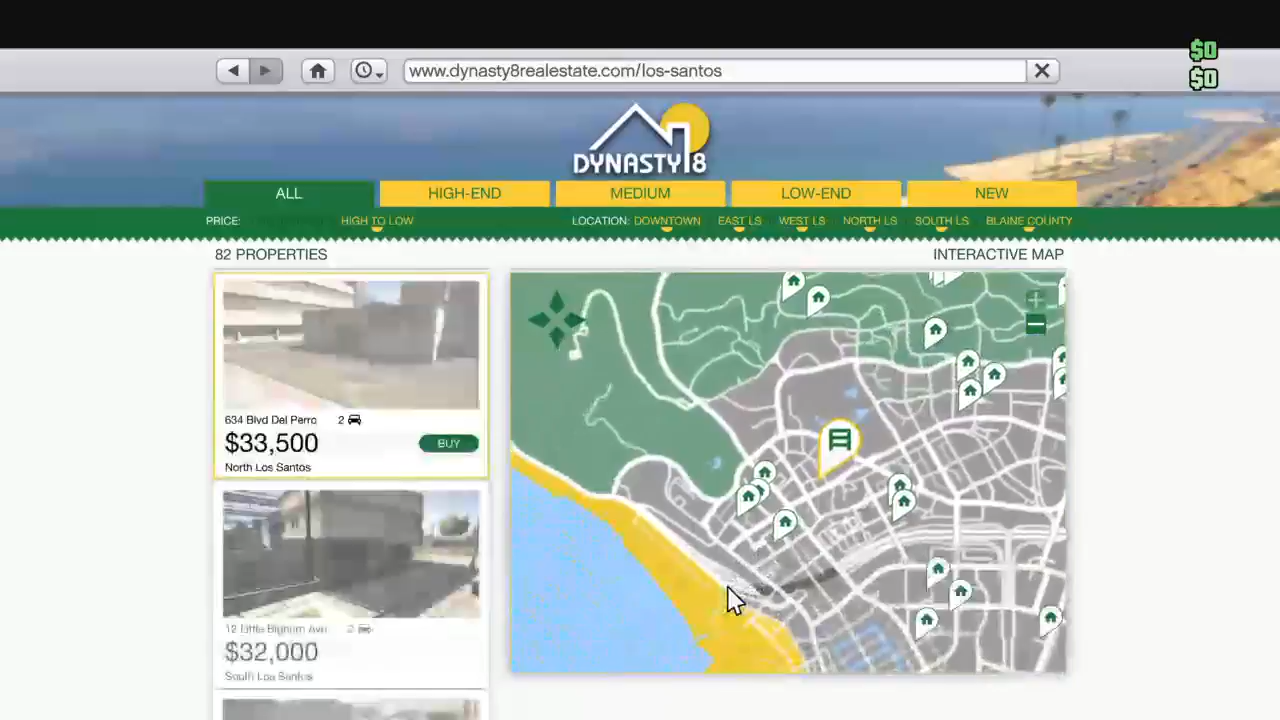 $0
$0
www.dynasty8realestate.com/los-santos
DYNASTY 8
ALL HIGH-END MEDIUM LOW-END NEW
PRICE: HIGH TO LOW LOCATION: DOWNTOWN EAST LS WEST LS NORTH LS SOUTH LS BLAINE COUNTY
82 PROPERTIES INTERACTIVE MAP
634 Blvd Del Perro 2
$33,500 BUY
North Los Santos
12 Little Bighorn Ave 2
$32,000
South Los Santos